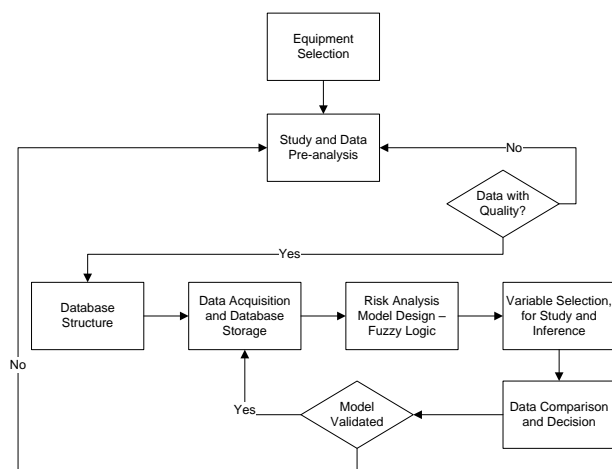 Equipment
Selection
Study and Data
Pre-analysis
No
Data with
Quality?
Yes
Database
Structure
Data Acquisition
and Database
Storage
Risk Analysis
Model Design –
Fuzzy Logic
Variable Selection,
for Study and
Inference
No
Yes
Model
Validated
Data Comparison
and Decision